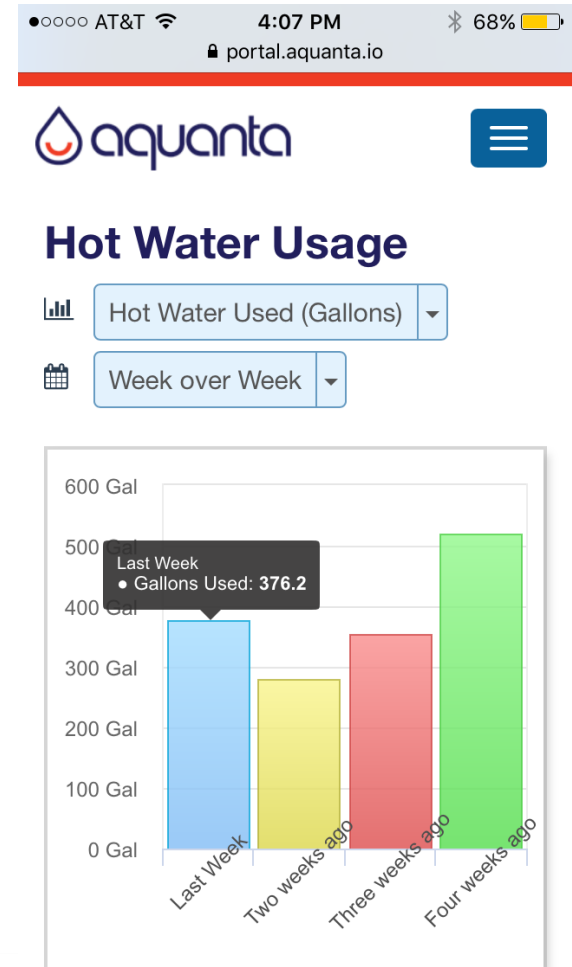 ●○○○○ AT&T 4:07 PM 68%
portal.aquanta.io
aquanta
Hot Water Usage
Hot Water Used (Gallons)
Week over Week
600 Gal
500 Gal
Last Week
● Gallons Used: 376.2
400 Gal
300 Gal
200 Gal
100 Gal
0 Gal
Last Week
Two weeks ago
Three weeks ago
Four weeks ago